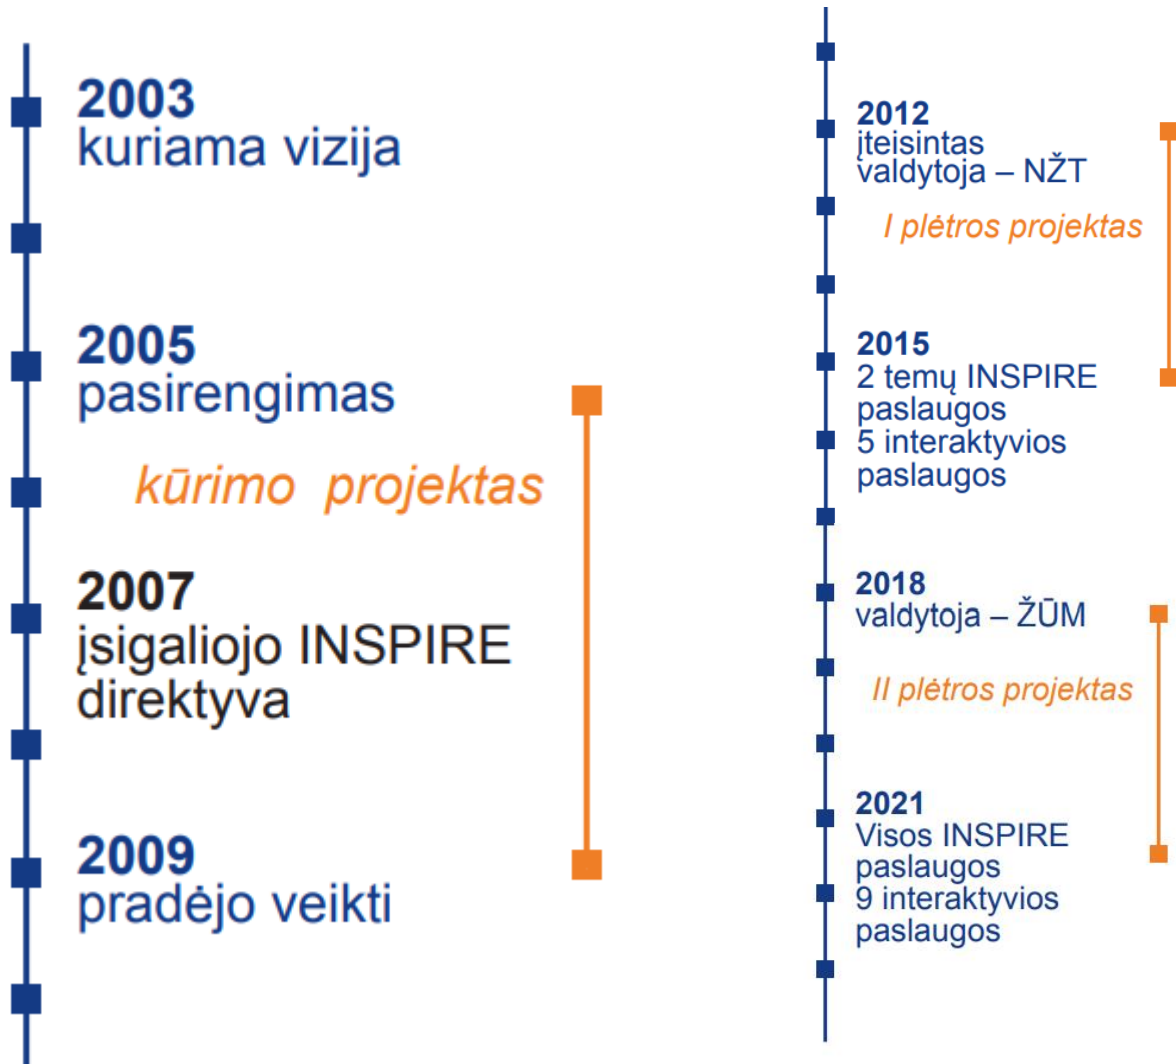 2003
kuriama vizija
2005
pasirengimas
kūrimo projektas
2007
įsigaliojo INSPIRE
direktyva
2009
pradėjo veikti
2012
įteisintas
valdytoja – NŽT
I plėtros projektas
2015
2 temų INSPIRE
paslaugos
5 interaktyvios
paslaugos
2018
valdytoja – ŽŪM
II plėtros projektas
2021
Visos INSPIRE
paslaugos
9 interaktyvios
paslaugos